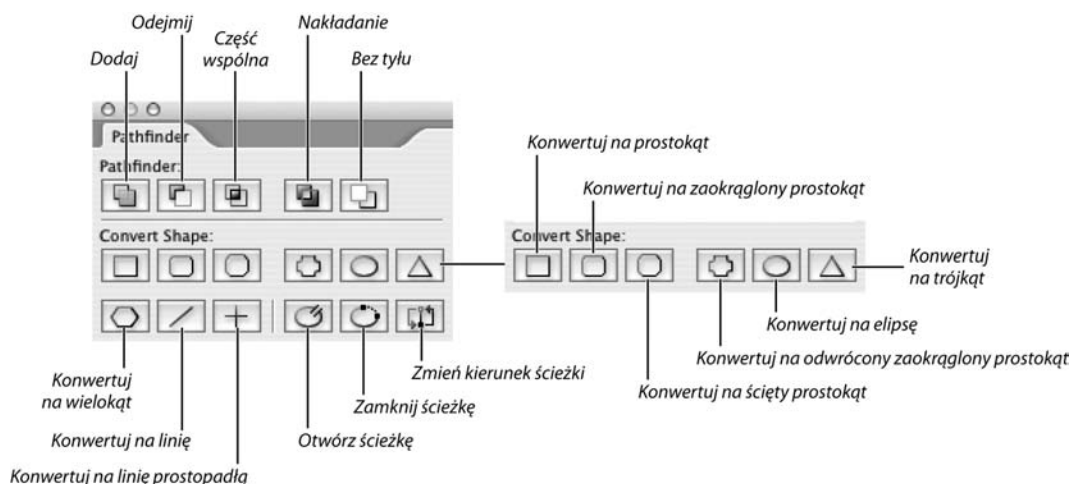 Odejmij
Nakładanie
Część
wspólna
Dodaj
Bez tyłu
Pathfinder
Pathfinder:
Convert Shape:
Konwertuj na prostokąt
Konwertuj na zaokrąglony prostokąt
Convert Shape:
Konwertuj
na trójkąt
Konwertuj na elipsę
Konwertuj na odwrócony zaokrąglony prostokąt
Konwertuj na ścięty prostokąt
Konwertuj
na wielokąt
Zmień kierunek ścieżki
Zamknij ścieżkę
Konwertuj na linię
Otwórz ścieżkę
Konwertuj na linię prostopadłą